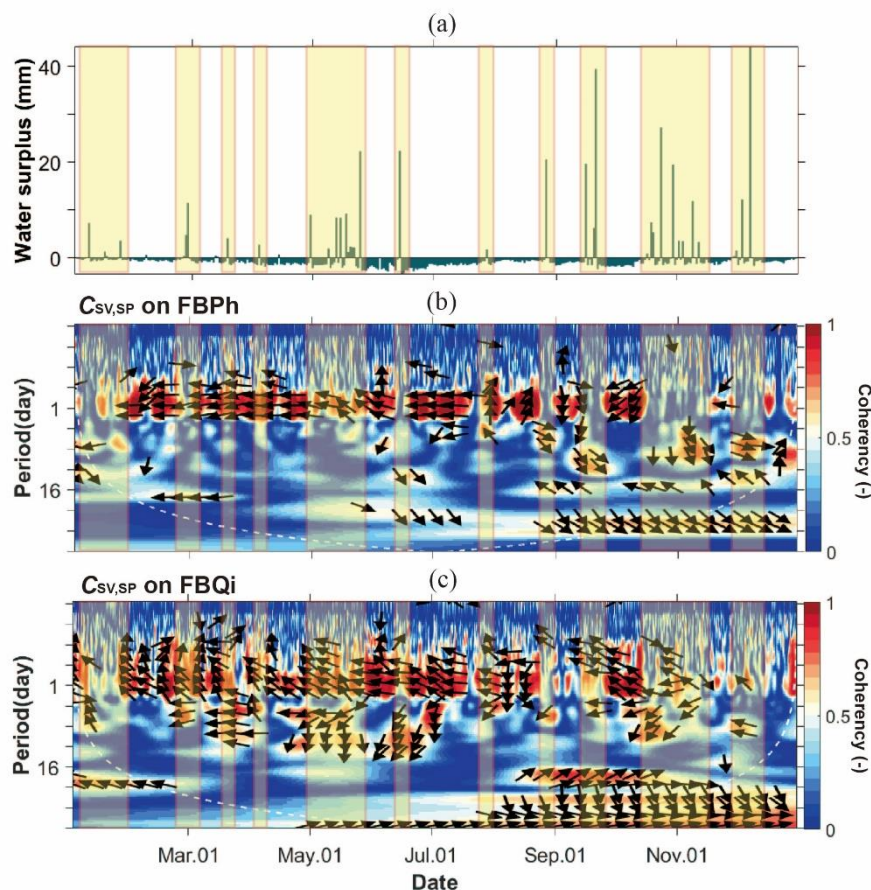 (a)
Water surplus (mm)
40
20
0
CSV,SP on FBPh
(b)
Period(day)
1
16
1
0.5
0
Coherency (-)
CSV,SP on FBQi
(c)
Period(day)
1
16
1
0.5
0
Coherency (-)
Mar.01
May.01
Jul.01
Sep.01
Nov.01
Date